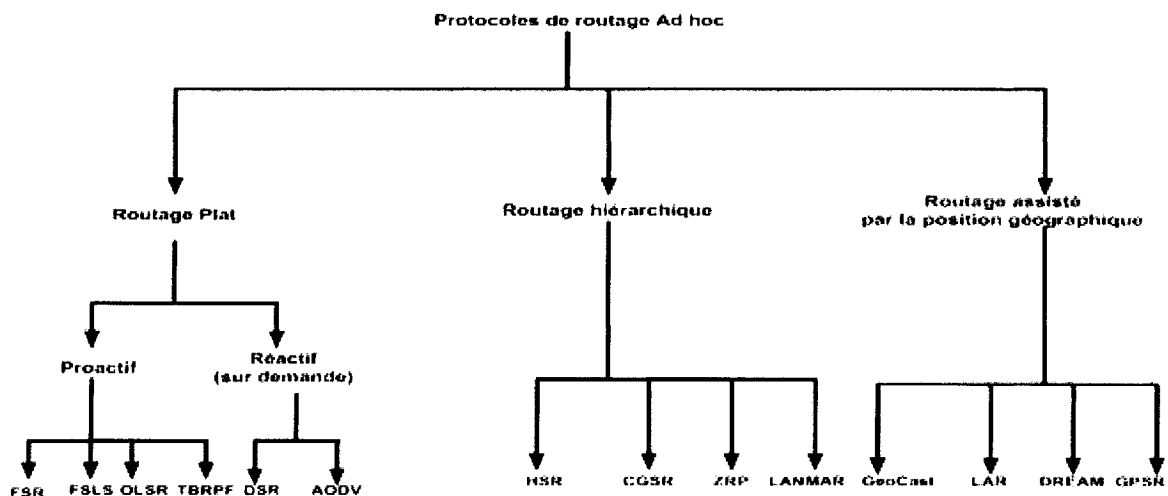 Protocoles de routage Ad hoc
Routage Plat
Routage hiérarchique
Routage assisté
par la position géographique
Proactif
Réactif
(sur demande)
FSR
FSLS
OLSR
TBRPF
DSR
AODV
HSR
CGSR
ZRP
LANMAR
GeoCast
LAR
DREAM
GPSR